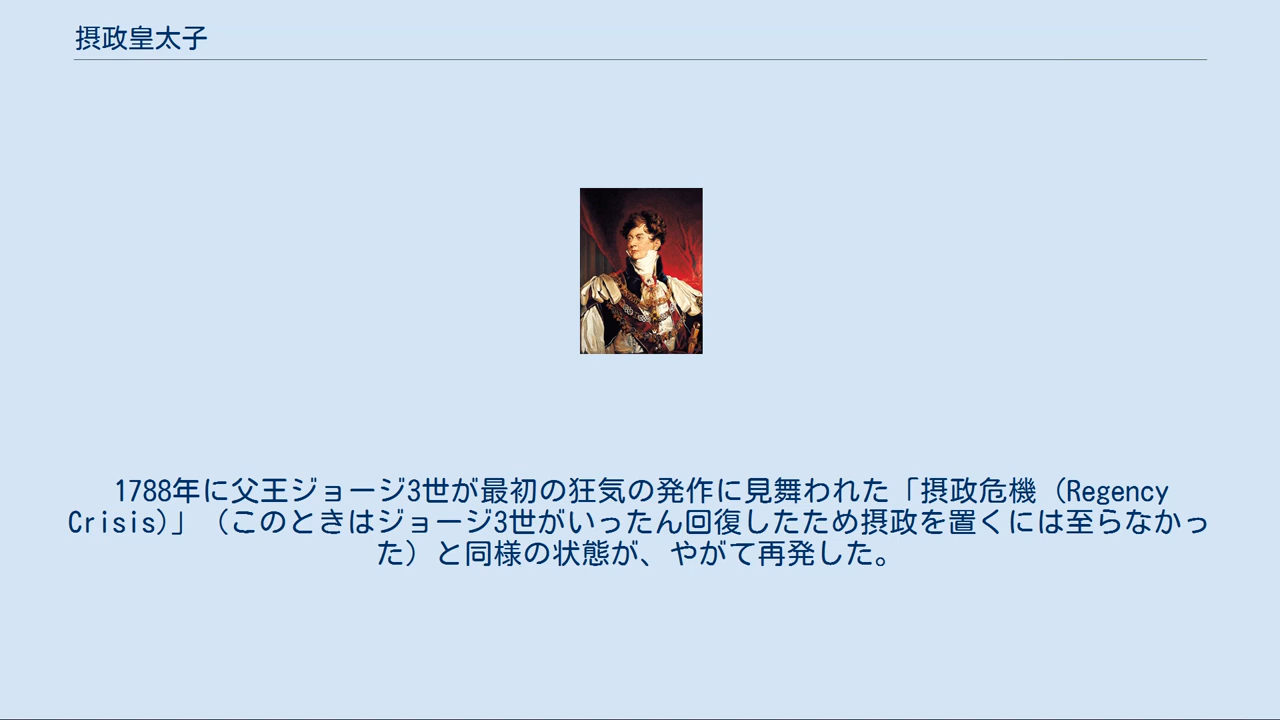 摂政皇太子
1788年に父王ジョージ3世が最初の狂気の発作に見舞われた「摂政危機（Regency
Crisis)」（このときはジョージ3世がいったん回復したため摂政を置くには至らなかっ
た）と同様の状態が、やがて再発した。